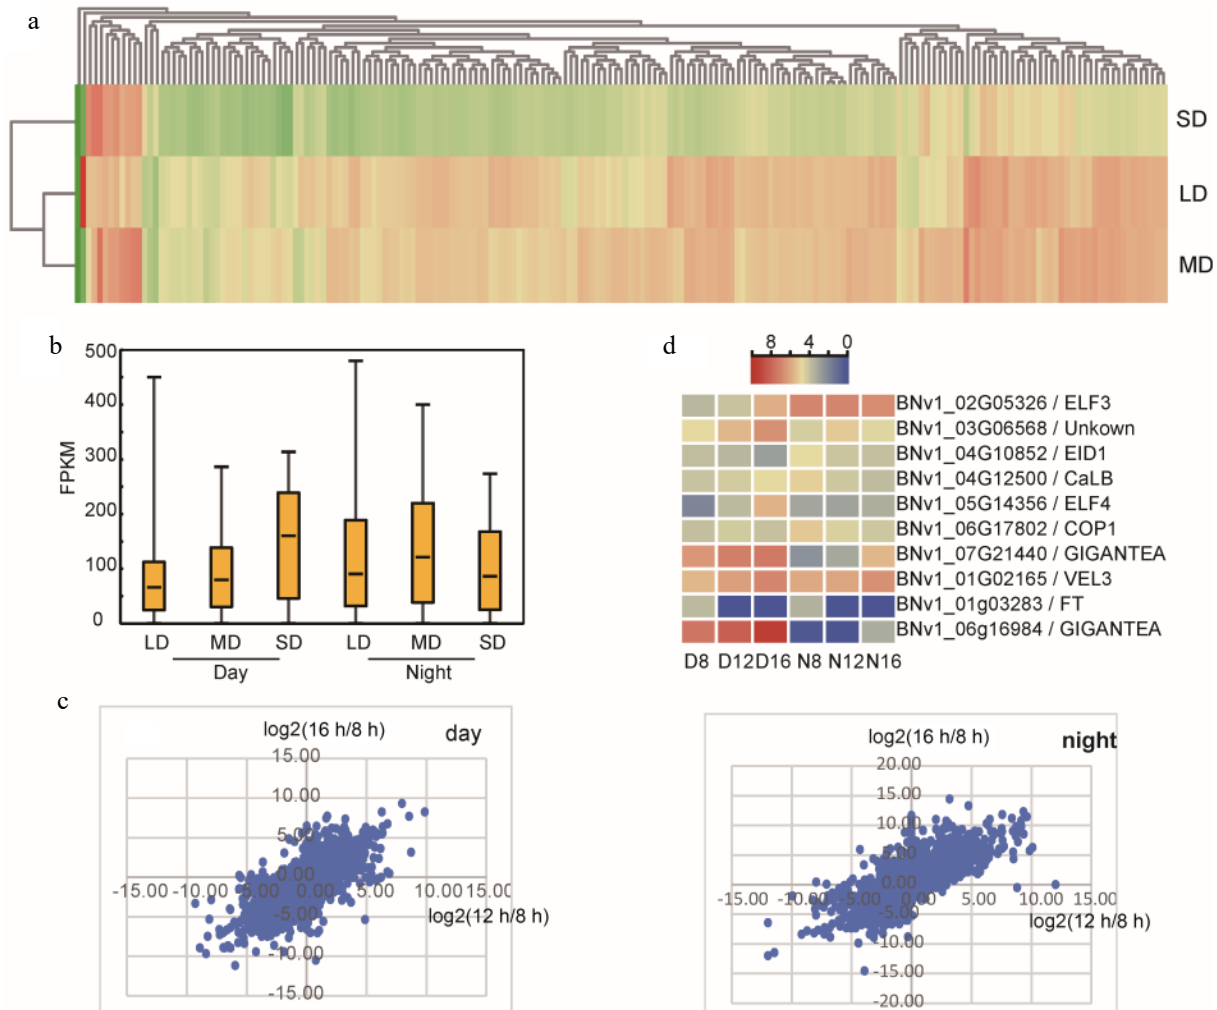 a
SD
LD
MD
b
500
400
300
200
100
0
FPKM
LD MD SD LD MD SD
Day Night
d
8 4 0
BNv1_02G05326 / ELF3
BNv1_03G06568 / Unkown
BNv1_04G10852 / EID1
BNv1_04G12500 / CaLB
BNv1_05G14356 / ELF4
BNv1_06G17802 / COP1
BNv1_07G21440 / GIGANTEA
BNv1_01G02165 / VEL3
BNv1_01g03283 / FT
BNv1_06g16984 / GIGANTEA
D8 D12 D16 N8 N12 N16
c
log2(16 h/8 h) day
15.00
10.00
5.00
0.00
-15.00 -10.00 -5.00 0.00 5.00 10.00 15.00
-5.00
log2(12 h/8 h)
-10.00
-15.00
log2(16 h/8 h) night
20.00
15.00
10.00
5.00
0.00
-15.00 -10.00 -5.00 0.00 5.00 10.00 15.00
-5.00
log2(12 h/8 h)
-10.00
-15.00
-20.00